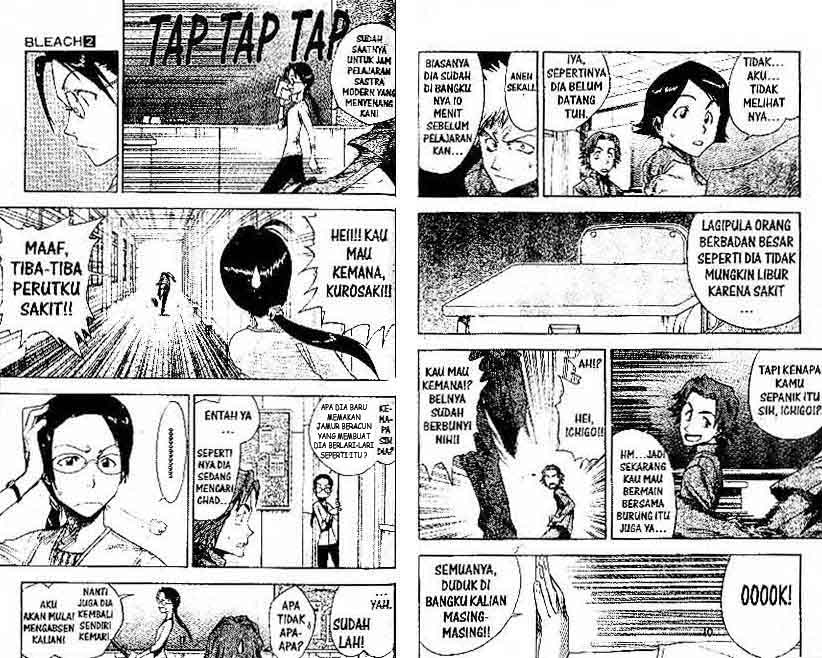 TIDAK...
AKU...
TIDAK
MELIHAT
NYA...
IYA,
SEPERTINYA
DIA BELUM
DATANG
TUH.
ANEH
SEKALI..
BIASANYA
DIA SUDAH
DI BANGKU
NYA 10
MENIT
SEBELUM
PELAJARAN
KAN...
LAGIPULA ORANG
BERBADAN BESAR
SEPERTI DIA TIDAK
MUNGKIN LIBUR
KARENA SAKIT
...
TAPI KENAPA
KAMU
SEPANIK ITU
SIH, ICHIGO!?
HM...JADI
SEKARANG
KAU MAU
BERMAIN
BERSAMA
BURUNG ITU
JUGA YA...
AH!?
HEI,
ICHIGO!!
KAU MAU
KEMANA!?
BELNYA
SUDAH
BERBUNYI
NIH!!
OOOOK!
SEMUANYA,
DUDUK DI
BANGKU KALIAN
MASING-
MASING!!
10
BLEACH 2
TAP TAP TAP
SUDAH
SAATNYA
UNTUK JAM
PELAJARAN
SASTRA
MODERN YANG
MENYENANG
KAN!
HEI!!! KAU
MAU
KEMANA,
KUROSAKI!!!
MAAF,
TIBA-TIBA
PERUTKU
SAKIT!!
KE-
NA-
PA
SIH
DIA?
APA DIA BARU
MEMAKAN
JAMUR BERACUN
YANG MEMBUAT
DIA BERLARI-LARI
SEPERTI ITU ?
ENTAH YA
...
SEPERTI
NYA DIA
SEDANG
MENCARI
CHAD...
...
YAH.
SUDAH
LAH!
APA
TIDAK
APA-
APA?
NANTI
JUGA DIA
KEMBALI
SENDIRI
KEMARI.
AKU
AKAN MULAI
MENGABSEN
KALIAN!